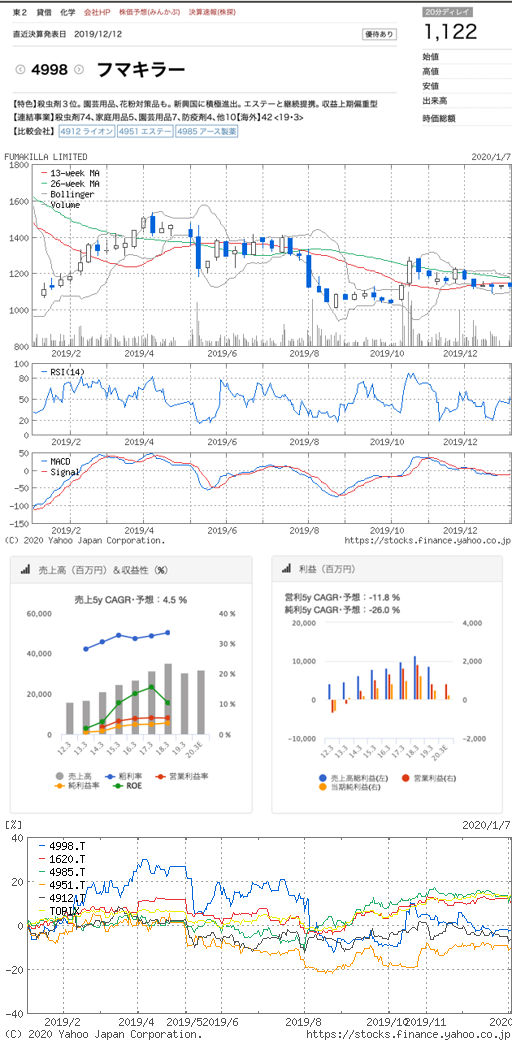 東2 貸借 化学 会社HP 株価予想(みんかぶ) 決算速報(株探)
20分ディレイ
1,122
直近決算発表日 2019/12/12
優待あり
始値
高値
安値
出来高
時価総額
4998 フマキラー
【特色】殺虫剤3位。園芸用品、花粉対策品も。新興国に積極進出。エステーと継続提携。収益上期偏重型
【連結事業】殺虫剤74、家庭用品5、園芸用品7、防疫剤4、他10【海外】42<19・3>
【比較会社】4912 ライオン 4951 エステー 4985 アース製薬
FUMAKILLA LIMITED
2020/1/7
1800
1600
1400
1200
1000
800
13-week MA
26-week MA
Bollinger
Volume
2019/2 2019/4 2019/6 2019/8 2019/10 2019/12
100
80
50
20
0
RSI(14)
2019/2 2019/4 2019/6 2019/8 2019/10 2019/12
50
0
-50
-100
-150
MACD
Signal
2019/2 2019/4 2019/6 2019/8 2019/10 2019/12
(C) 2020 Yahoo Japan Corporation.
https://stocks.finance.yahoo.co.jp
売上高（百万円）＆収益性（%）
売上5y CAGR・予想：4.5 %
60,000
40,000
20,000
0
40 %
30 %
20 %
10 %
0 %
12.3 13.3 14.3 15.3 16.3 17.3 18.3 19.3 20.3E
売上高 粗利率 営業利益率
純利益率 ROE
利益（百万円）
営利5y CAGR・予想：-11.8 %
純利5y CAGR・予想：-26.0 %
20,000
10,000
0
-10,000
4,000
2,000
0
-2,000
12.3 13.3 14.3 15.3 16.3 17.3 18.3 19.3 20.3E
売上高総利益(左) 営業利益(右)
当期純利益(右)
[%]
2020/1/7
40
20
0
-20
-40
4998.T
1620.T
4985.T
4951.T
4912.T
TOPIX
2019/2 2019/4 2019/5 2019/6 2019/8 2019/10 2019/11 2020
(C) 2020 Yahoo Japan Corporation.
https://stocks.finance.yahoo.co.jp